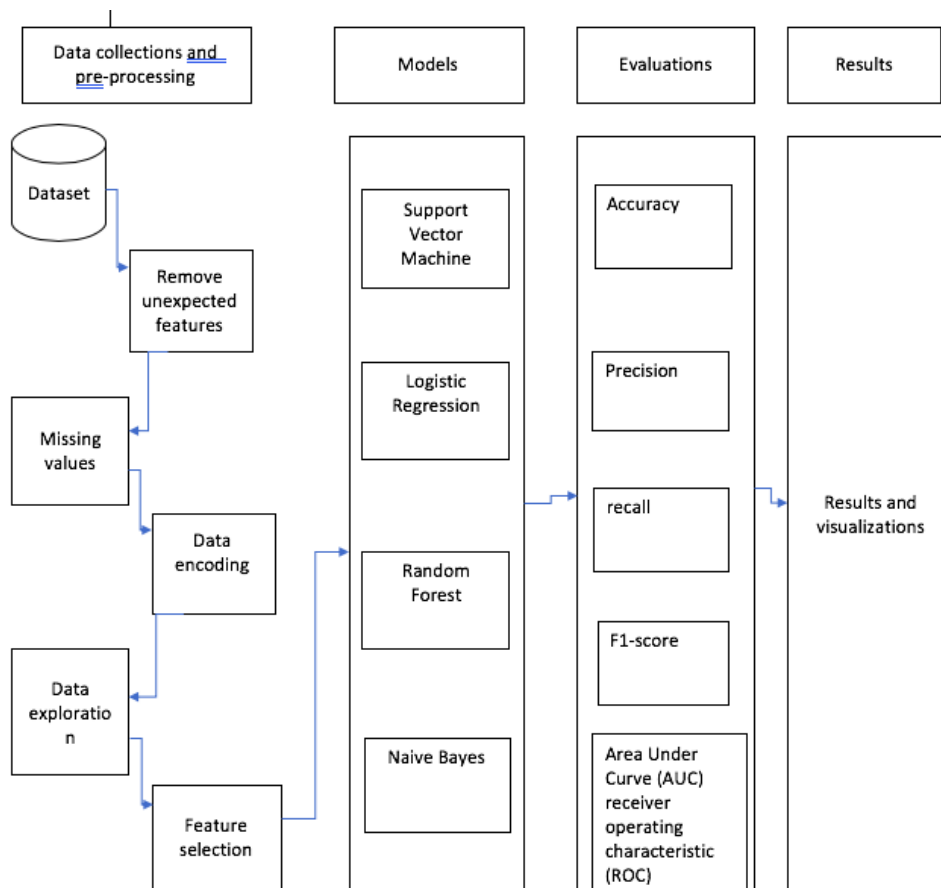 Data collections and
pre-processing
Models
Evaluations
Results
Dataset
Remove
unexpected
features
Missing
values
Data
encoding
Data
exploratio
n
Feature
selection
Support
Vector
Machine
Logistic
Regression
Random
Forest
Naive Bayes
Accuracy
Precision
recall
F1-score
Area Under
Curve (AUC)
receiver
operating
characteristic
(ROC)
Results and
visualizations